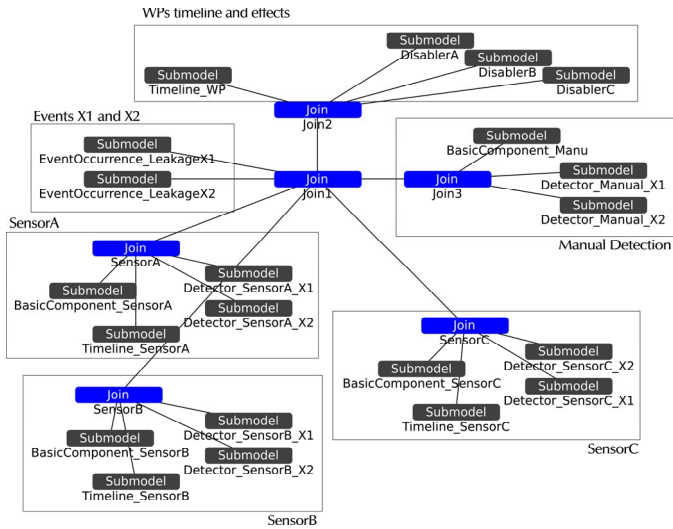 WPs timeline and effects
Submodel
DisablerA
Submodel
DisablerB
Submodel
Timeline_WP
Submodel
DisablerC
Join
Join2
Events X1 and X2
Submodel
EventOccurrence_LeakageX1
Submodel
EventOccurrence_LeakageX2
Join
Join1
Join
Join3
Submodel
BasicComponent_Manu
Submodel
Detector_Manual_X1
Submodel
Detector_Manual_X2
Manual Detection
SensorA
Join
SensorA
Submodel
Detector_SensorA_X1
Submodel
BasicComponent_SensorA
Submodel
Detector_SensorA_X2
Submodel
Timeline_SensorA
Join
SensorC
Submodel
Detector_SensorC_X2
Submodel
BasicComponent_SensorC
Submodel
Detector_SensorC_X1
Submodel
Timeline_SensorC
SensorC
Join
SensorB
Submodel
Detector_SensorB_X1
Submodel
BasicComponent_SensorB
Submodel
Detector_SensorB_X2
Submodel
Timeline_SensorB
SensorB